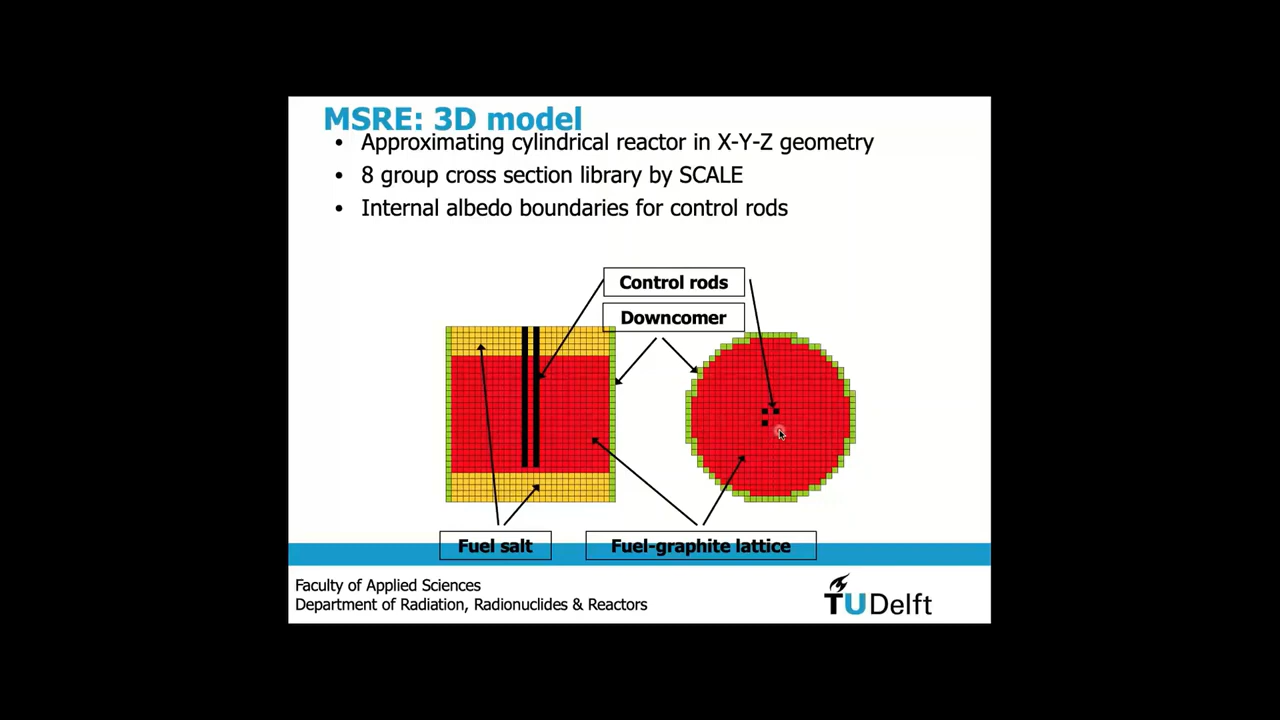 MSRE: 3D model
• Approximating cylindrical reactor in X-Y-Z geometry
• 8 group cross section library by SCALE
• Internal albedo boundaries for control rods
Control rods
Downcomer
Fuel salt
Fuel-graphite lattice
Faculty of Applied Sciences
Department of Radiation, Radionuclides & Reactors
TUDelft